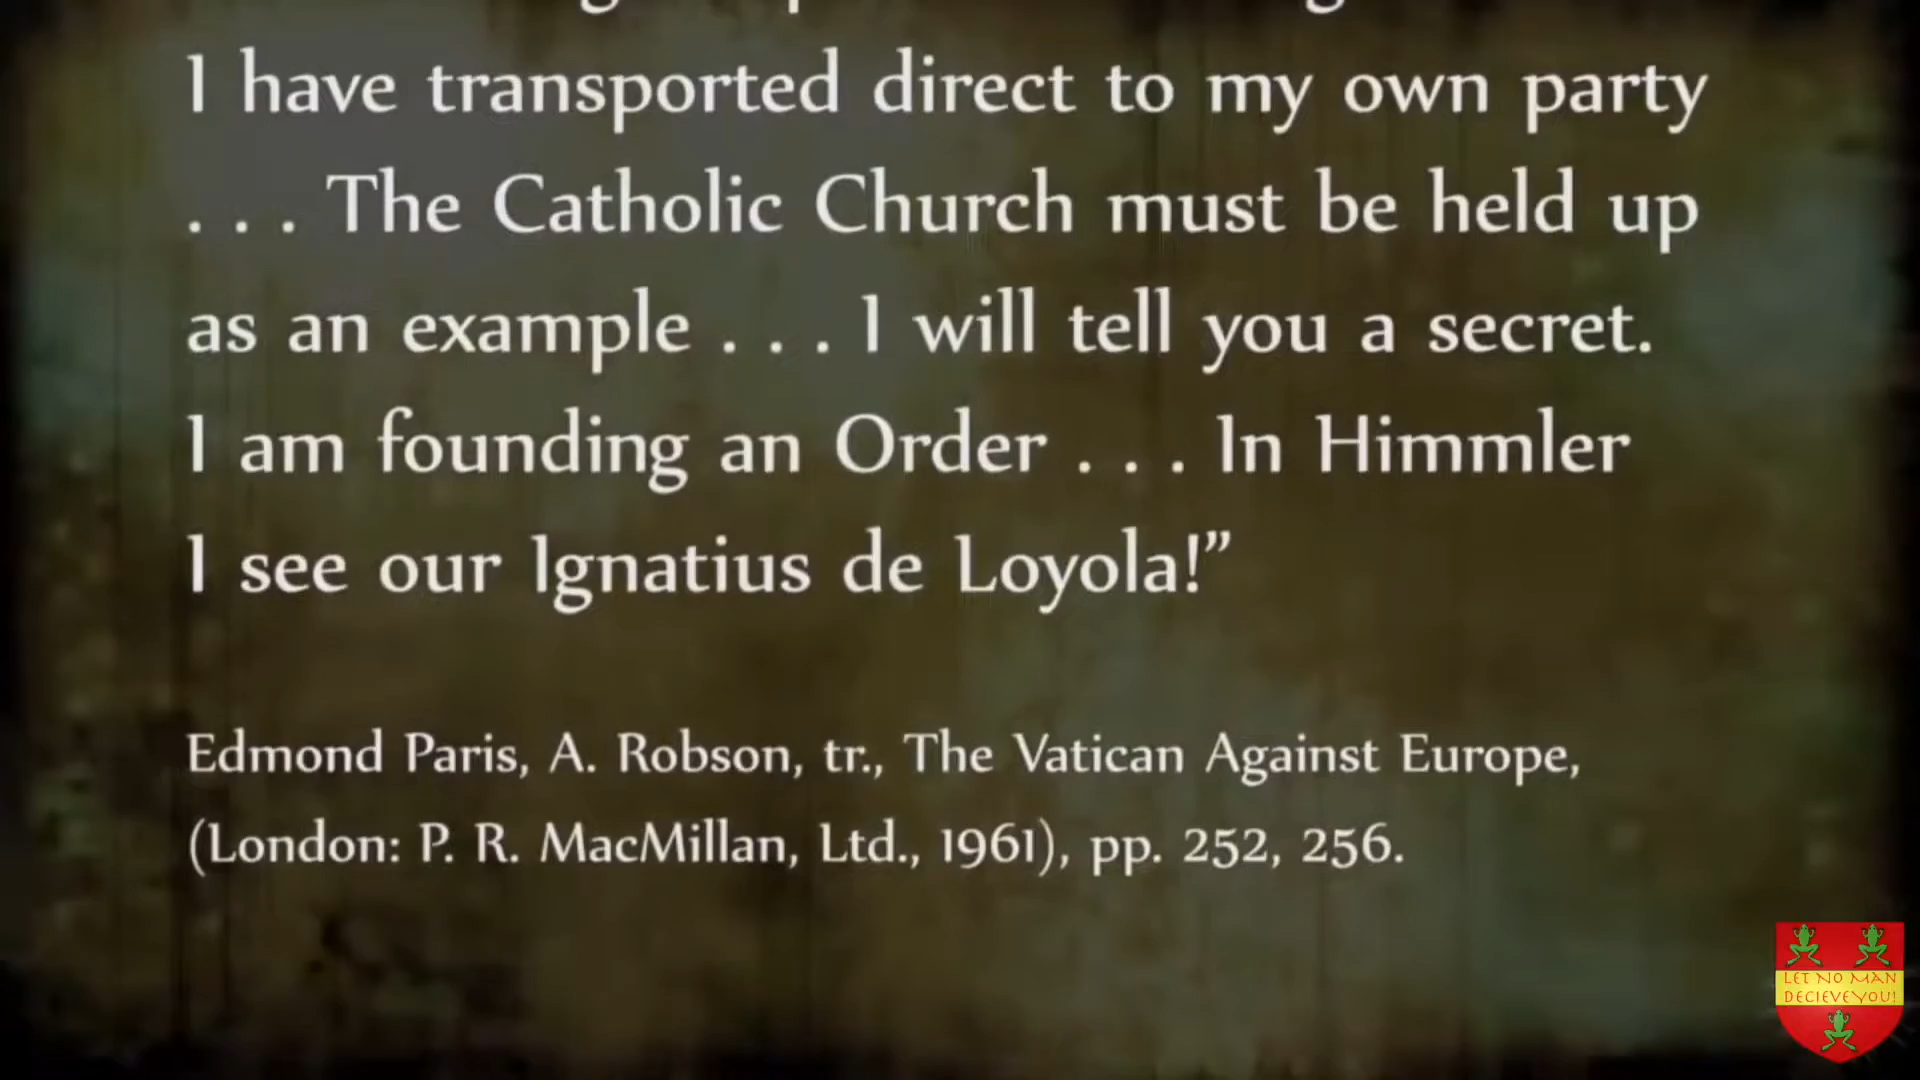 I have transported direct to my own party
. . . The Catholic Church must be held up
as an example . . . I will tell you a secret.
I am founding an Order . . . In Himmler
I see our Ignatius de Loyola!”
Edmond Paris, A. Robson, tr., The Vatican Against Europe,
(London: P. R. MacMillan, Ltd., 1961), pp. 252, 256.
LET NO MAN
DECIEVE YOU!